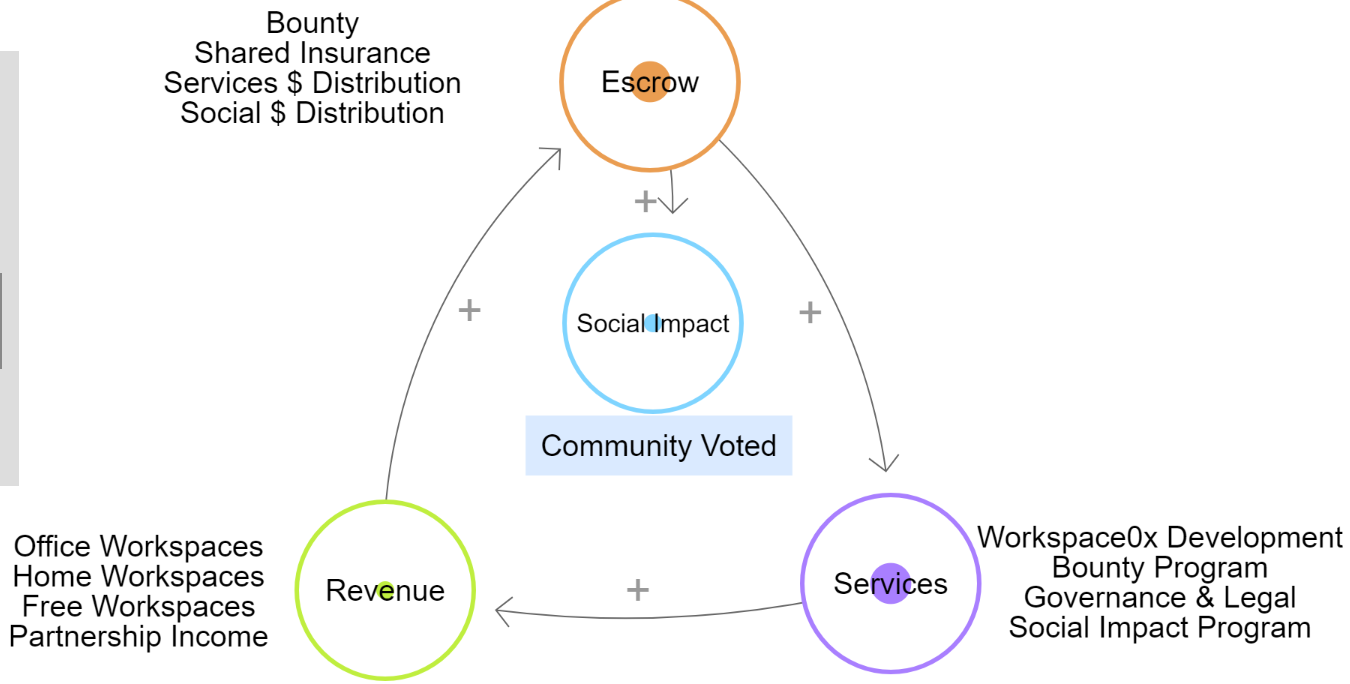 Bounty
Shared Insurance
Services $ Distribution
Social $ Distribution
Escrow
+
+
+
Social Impact
Community Voted
Office Workspaces
Home Workspaces
Free Workspaces
Partnership Income
Revenue
+
Services
Workspace0x Development
Bounty Program
Governance & Legal
Social Impact Program